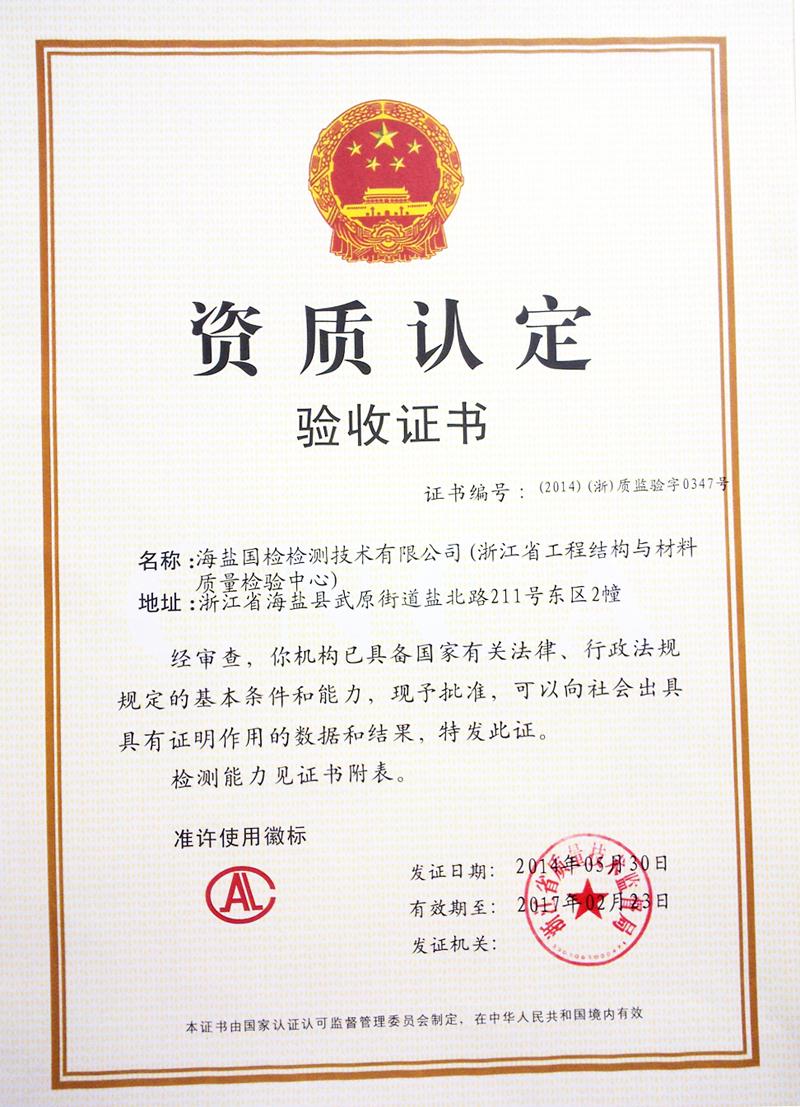 资质认定
验收证书
证书编号：(2014)(浙)质监验字0347号
名称：海盐国检检测技术有限公司(浙江省工程结构与材料
质量检验中心)
地址：浙江省海盐县武原街道盐北路211号东区2幢
经审查，你机构已具备国家有关法律、行政法规
规定的基本条件和能力，现予批准，可以向社会出具
具有证明作用的数据和结果，特发此证。
检测能力见证书附表。
准许使用徽标
CAL
发证日期：2014年05月30日
有效期至：2017年02月23日
发证机关：
浙江省质量技术监督局
本证书由国家认证认可监督管理委员会制定，在中华人民共和国境内有效